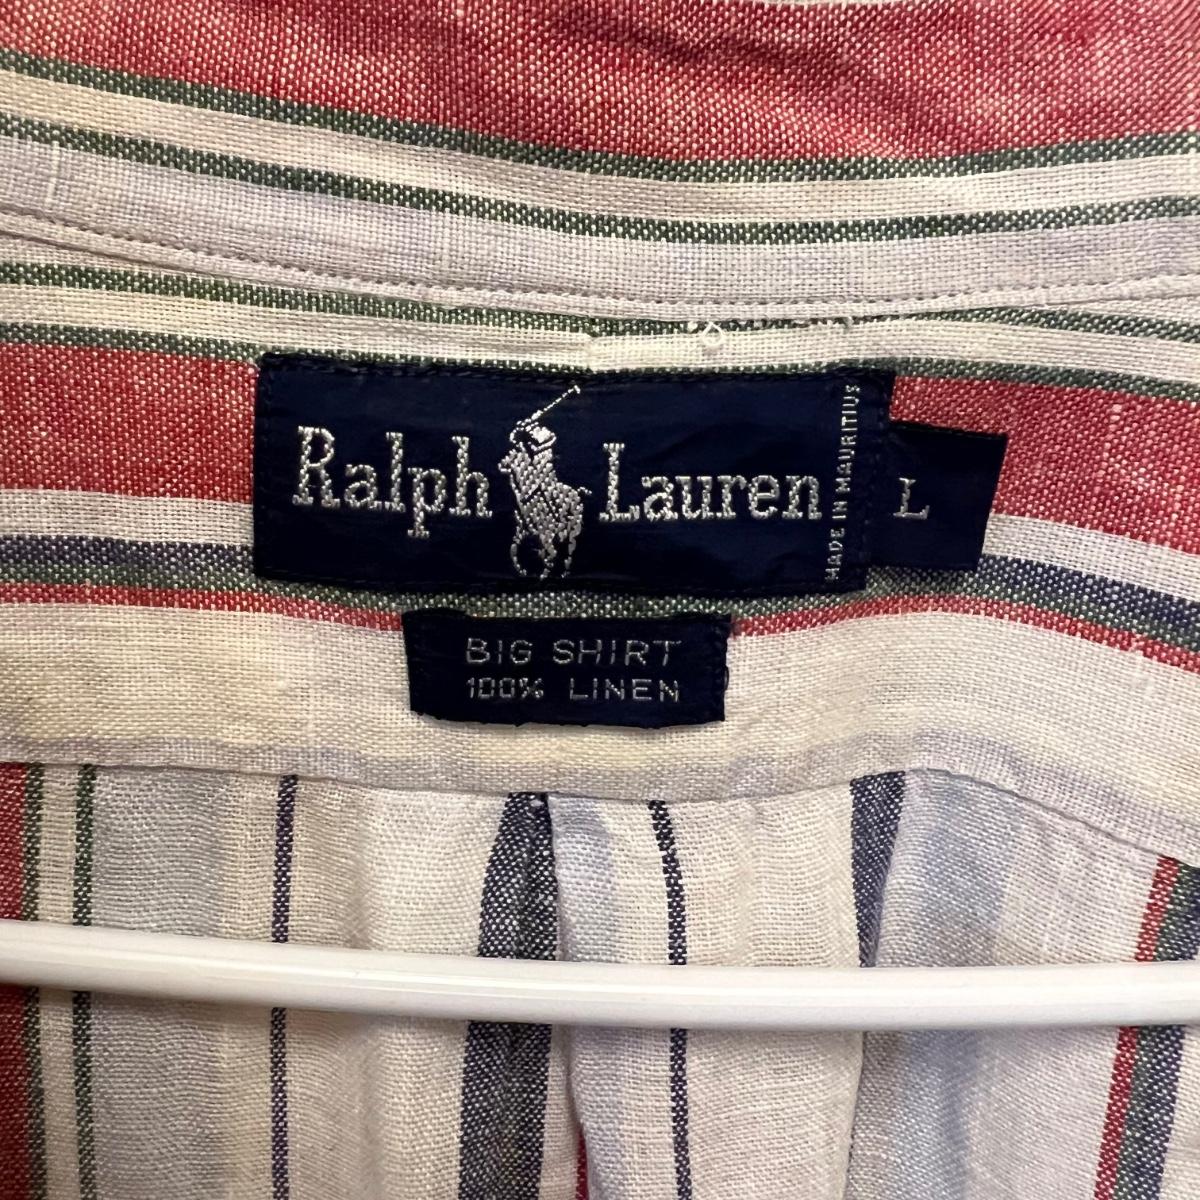 Ralph Lauren
MADE IN MAURITIUS
L
BIG SHIRT
100% LINEN